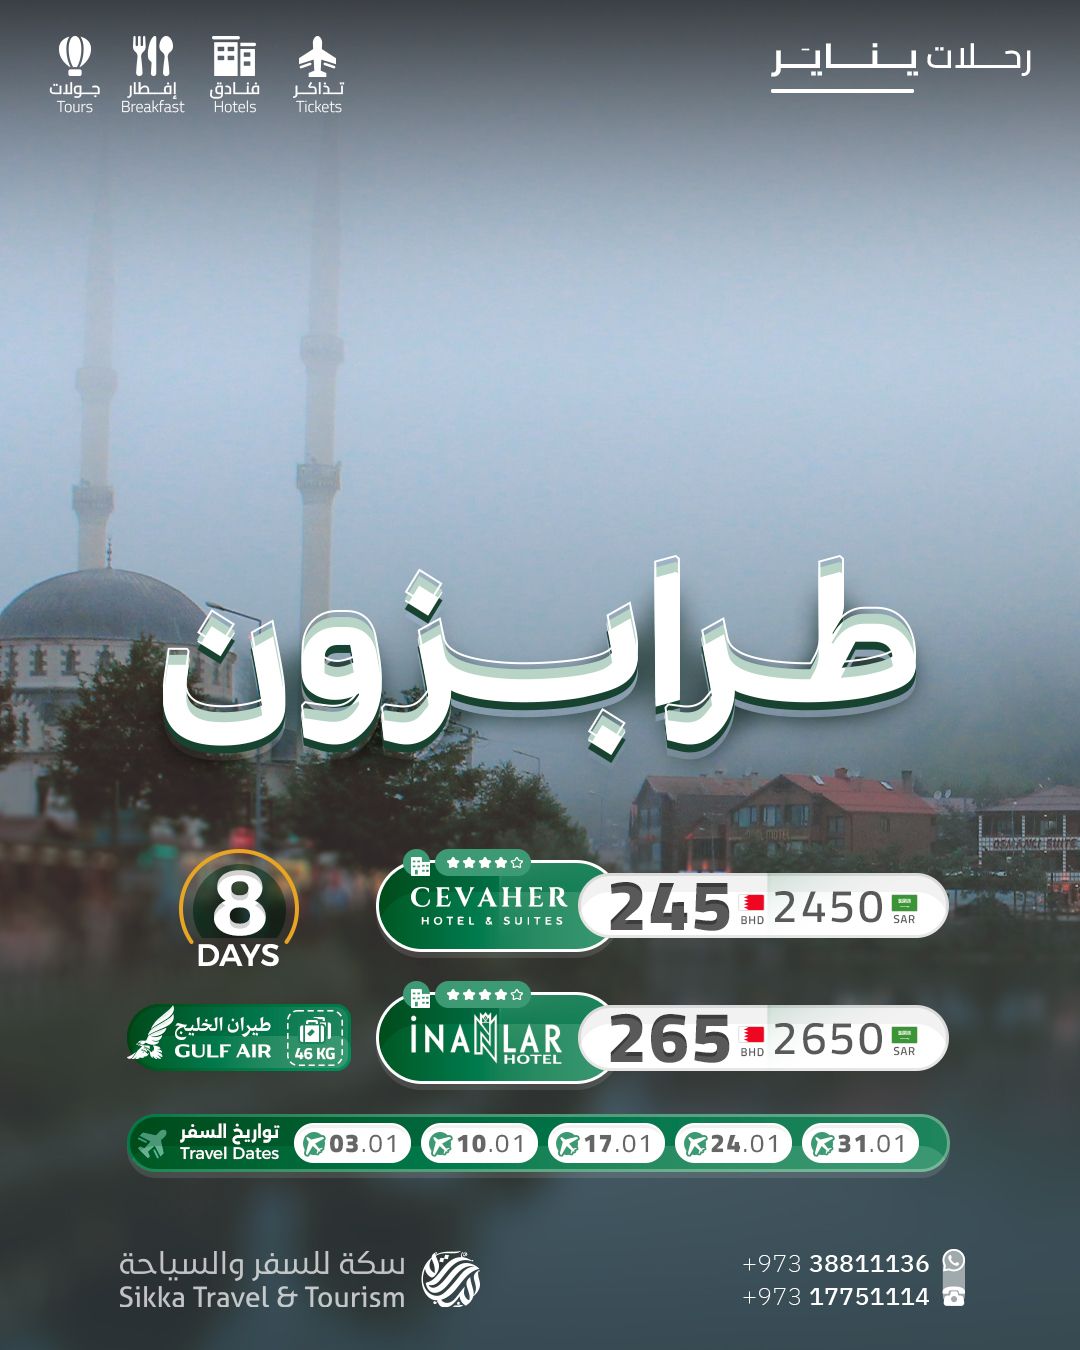 رحلات يناير
تذاكر
Tickets
فنادق
Hotels
إفطار
Breakfast
جولات
Tours
طرابزون
8
DAYS
CEVAHER
HOTEL & SUITES
245 BHD 2450 SAR
طيران الخليج
GULF AIR
46 KG
İNANLAR
HOTEL
265 BHD 2650 SAR
تواريخ السفر
Travel Dates
03.01 10.01 17.01 24.01 31.01
سكة للسفر والسياحة
Sikka Travel & Tourism
+973 38811136
+973 17751114